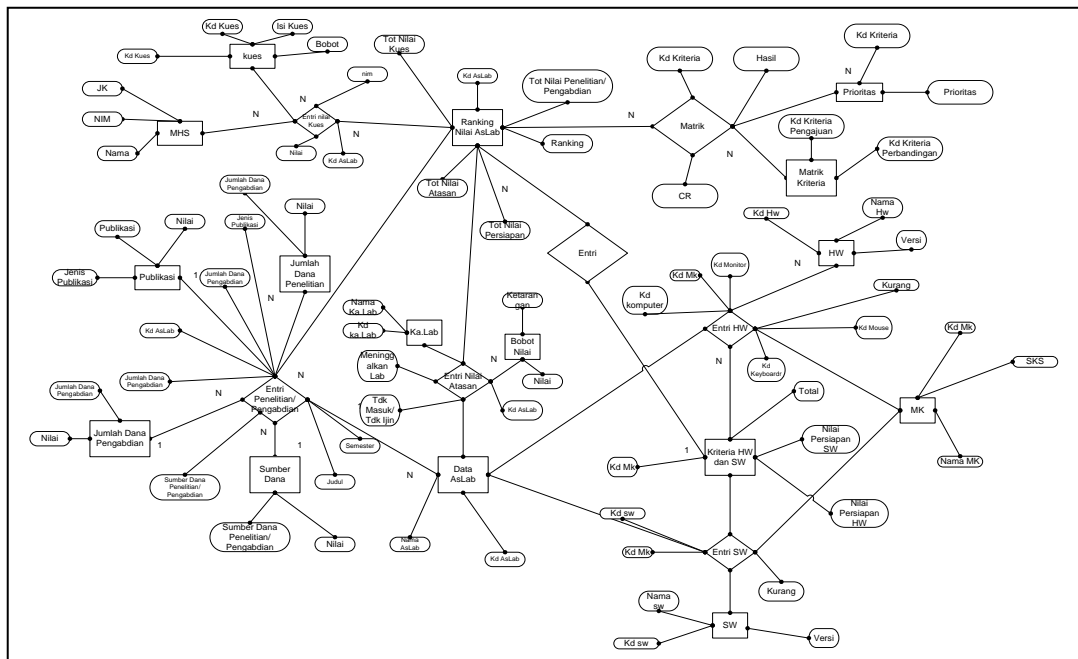 Kd Kues
Isi Kues
Kd Kues
kues
Bobot
Tot Nilai
Kues
nim
JK
NIM
MHS
Nama
N
N
N
Entri nilai
Kues
Nilai
Kd AsLab
Kd AsLab
Tot Nilai Penelitian/
Pengabdian
Ranking
Nilai AsLab
Ranking
Tot Nilai
Atasan
N
Tot Nilai
Persiapan
Kd Kriteria
Hasil
N
Matrik
N
N
CR
Kd Kriteria
N
Prioritas
Prioritas
Kd Kriteria
Pengajuan
Kd Kriteria
Perbandingan
Matrik
Kriteria
Jumlah Dana
Pengabdian
Nilai
Jenis
Publikasi
Publikasi
Nilai
Jenis
Publikasi
Publikasi
1
Jumlah Dana
Pengabdian
N
Jumlah
Dana
Penelitian
Kd AsLab
Jumlah Dana
Pengabdian
Jumlah Dana
Pengabdian
N
N
Entri
Penelitian/
Pengabdian
Nilai
Jumlah Dana
Pengabdian
1
N
1
1
Semester
Judul
Sumber Dana
Penelitian/
Pengabdian
Sumber
Dana
Sumber Dana
Penelitian/
Pengabdian
Nilai
Nama
Ka.Lab
Kd
ka.Lab
Ka.Lab
Ketaran
gan
Bobot
Nilai
Nilai
Mening
galkan
Lab
Entri Nilai
Atasan
N
Tdk
Masuk/
Tdk Ijin
Kd AsLab
N
Data
AsLab
Nama
AsLab
Kd AsLab
Entri
Kd Hw
Nama
Hw
HW
Versi
N
Kd Mk
Kd Monitor
Kd
komputer
Kurang
Entri HW
Kd Mouse
N
Kd
Keyboardr
Kd Mk
SKS
MK
Nama MK
Total
Kd Mk
1
Kriteria HW
dan SW
Nilai
Persiapan
SW
Nilai
Persiapan
HW
Kd sw
Kd Mk
Entri SW
Kurang
Nama
sw
Kd sw
SW
Versi